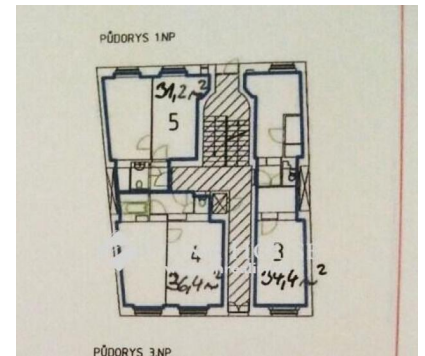 PŮDORYS 1.NP
31,2 m²
5
4
36,4 m²
3
34,4 m²
PŮDORYS 3.NP